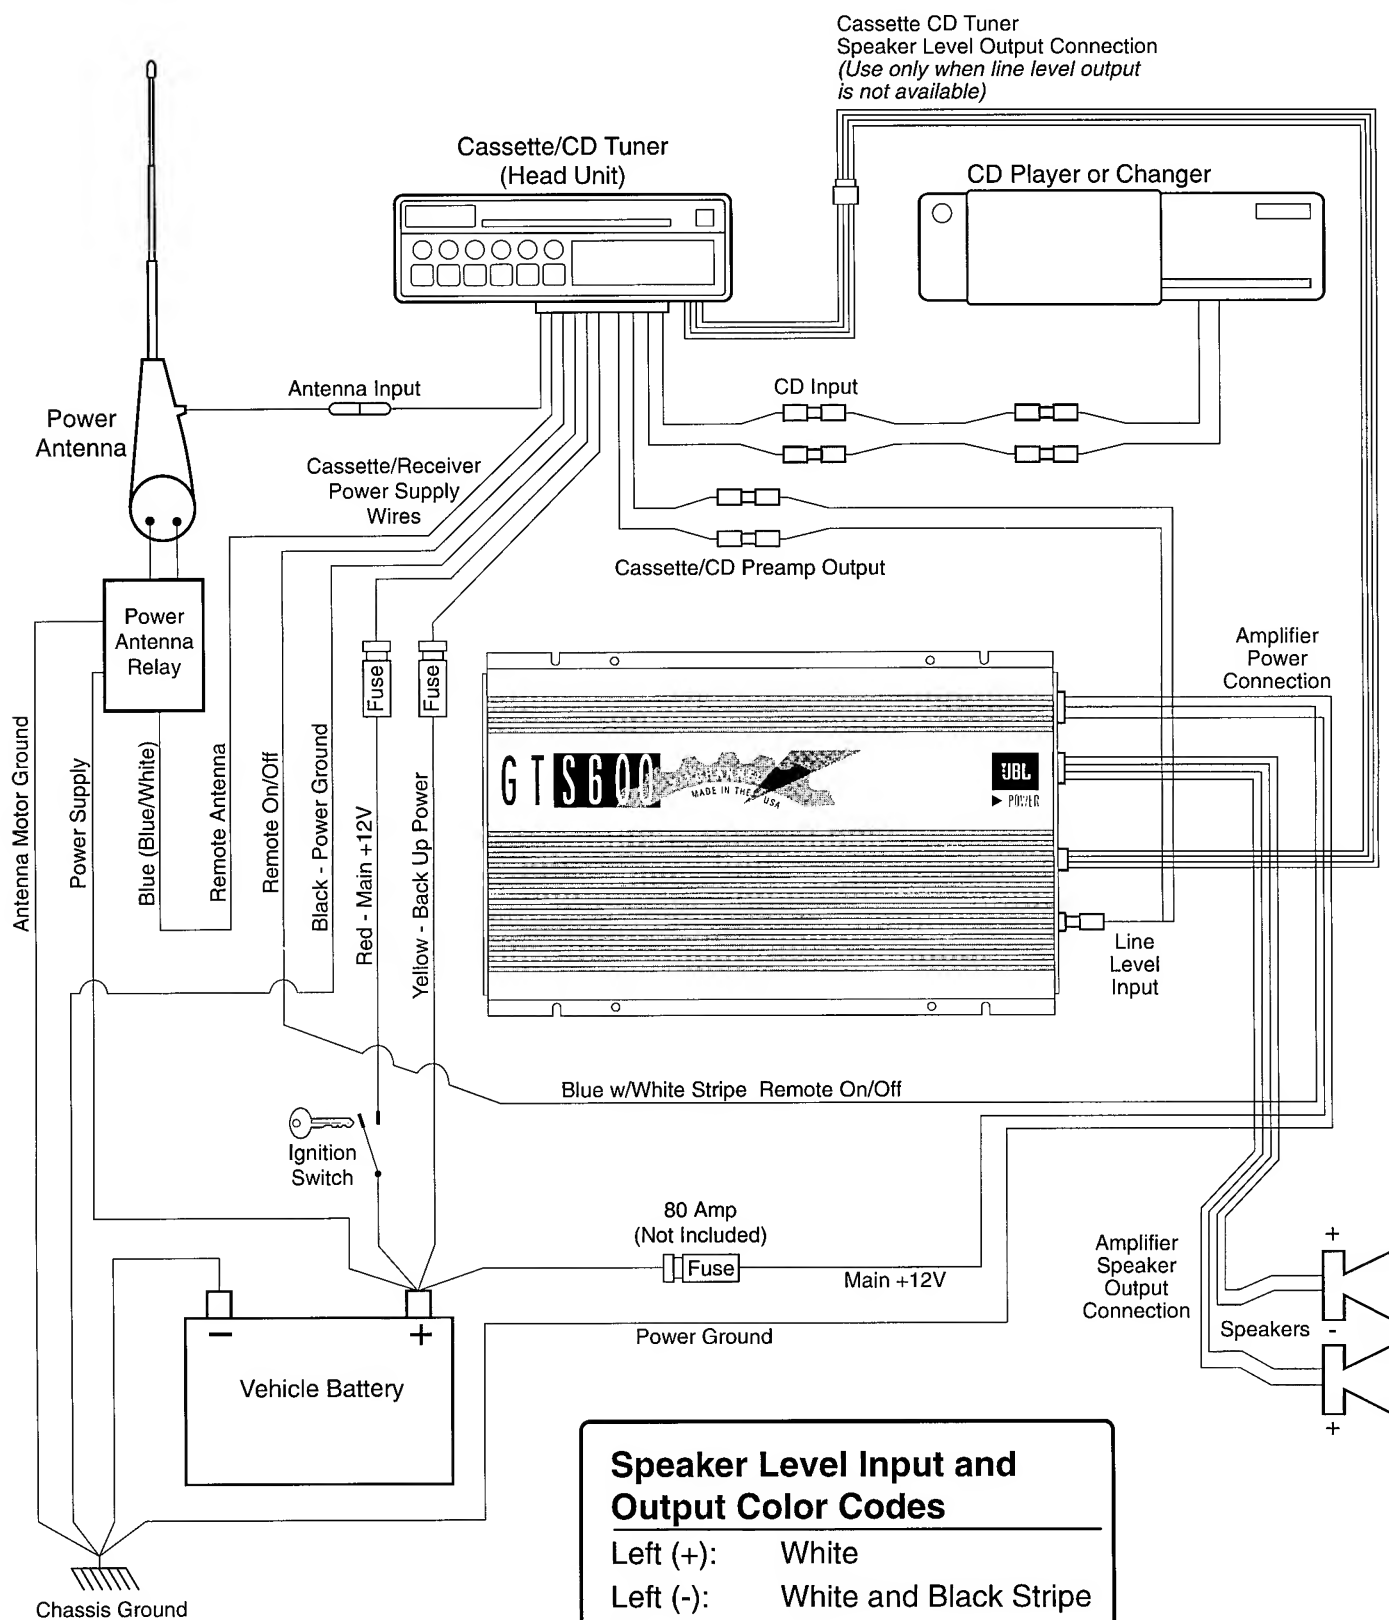 Cassette CD Tuner
Speaker Level Output Connection
(Use only when line level output
is not available)
Cassette/CD Tuner
(Head Unit)
CD Player or Changer
Antenna Input
CD Input
Power
Antenna
Cassette/Receiver
Power Supply
Wires
Cassette/CD Preamp Output
Power
Antenna
Relay
Amplifier
Power
Connection
Fuse
Fuse
Antenna Motor Ground
Power Supply
Blue (Blue/White)
Remote Antenna
Remote On/Off
Black - Power Ground
Red - Main +12V
Yellow - Back Up Power
GTS600
MADE IN THE USA
JBL
POWER
Line
Level
Input
Blue w/White Stripe Remote On/Off
Ignition
Switch
80 Amp
(Not Included)
Fuse
Main +12V
Amplifier
Speaker
Output
Connection
+
Speakers -
+
- +
Power Ground
Vehicle Battery
Speaker Level Input and
Output Color Codes
Left (+): White
Left (-): White and Black Stripe
Chassis Ground